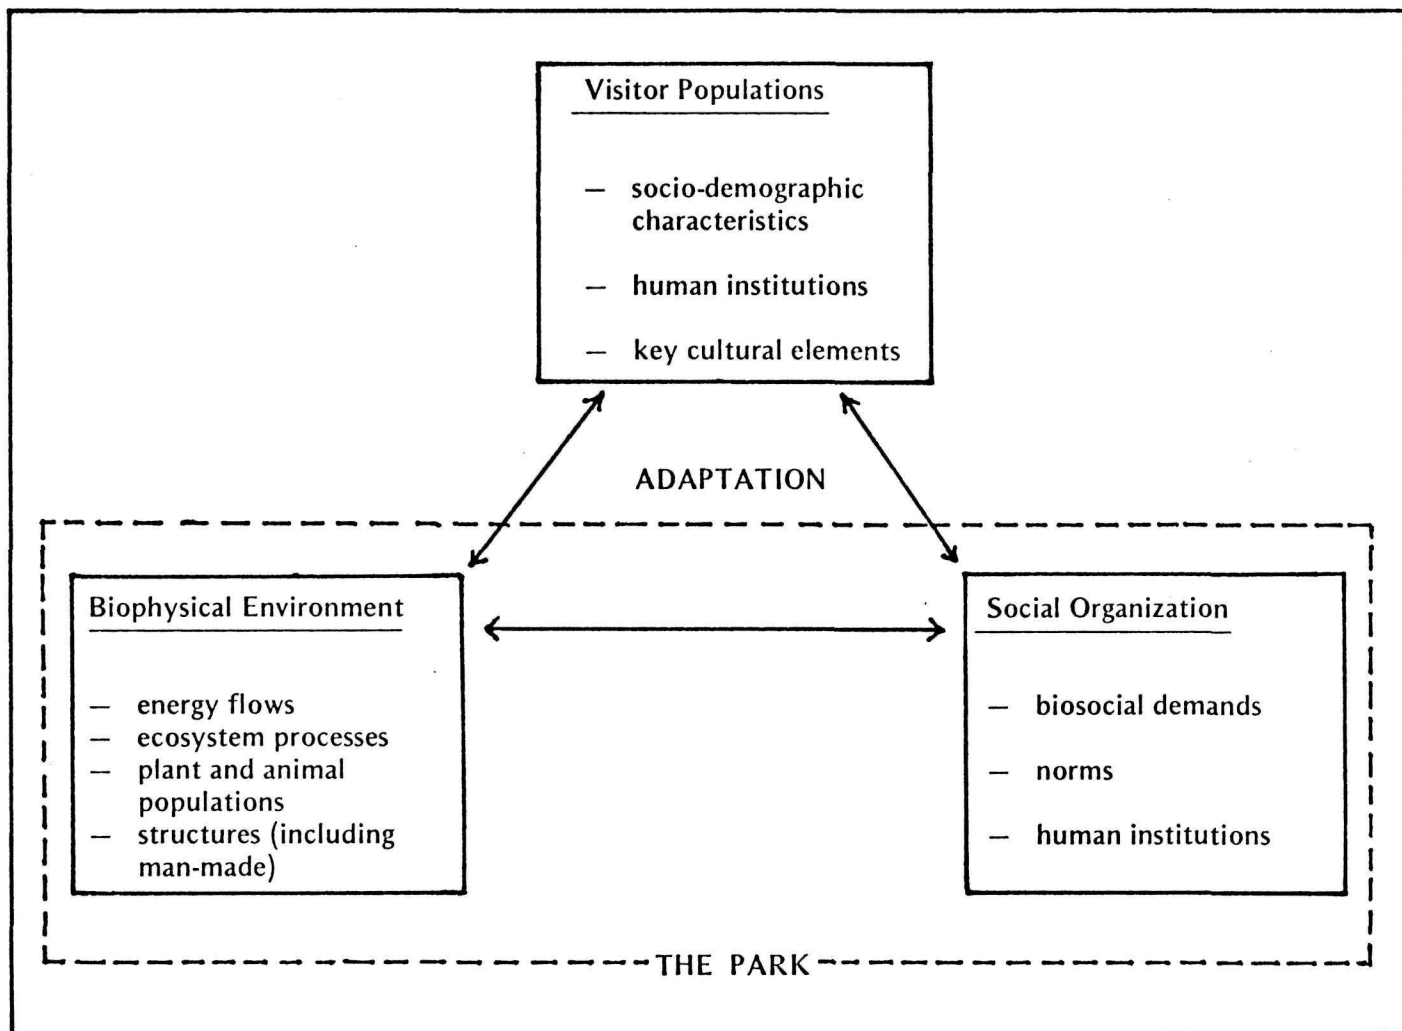 Visitor Populations
— socio-demographic
characteristics
— human institutions
— key cultural elements
ADAPTATION
Biophysical Environment
— energy flows
— ecosystem processes
— plant and animal
populations
— structures (including
man-made)
Social Organization
— biosocial demands
— norms
— human institutions
THE PARK